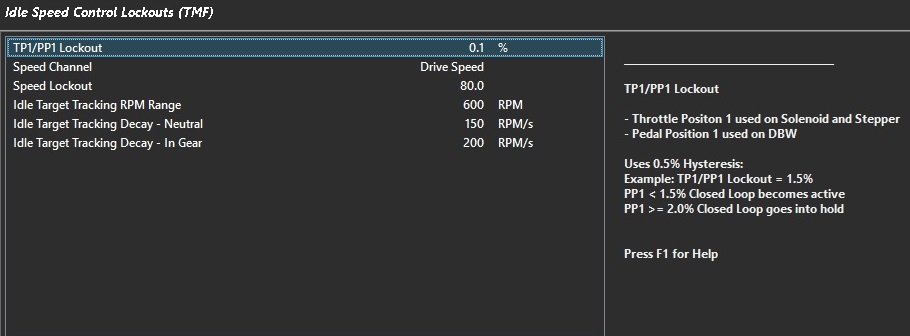 Idle Speed Control Lockouts (TMF)
TP1/PP1 Lockout 0.1 %
Speed Channel Drive Speed
Speed Lockout 80.0
Idle Target Tracking RPM Range 600 RPM
Idle Target Tracking Decay - Neutral 150 RPM/s
Idle Target Tracking Decay - In Gear 200 RPM/s
TP1/PP1 Lockout
- Throttle Positon 1 used on Solenoid and Stepper
- Pedal Position 1 used on DBW
Uses 0.5% Hysteresis:
Example: TP1/PP1 Lockout = 1.5%
PP1 < 1.5% Closed Loop becomes active
PP1 >= 2.0% Closed Loop goes into hold
Press F1 for Help